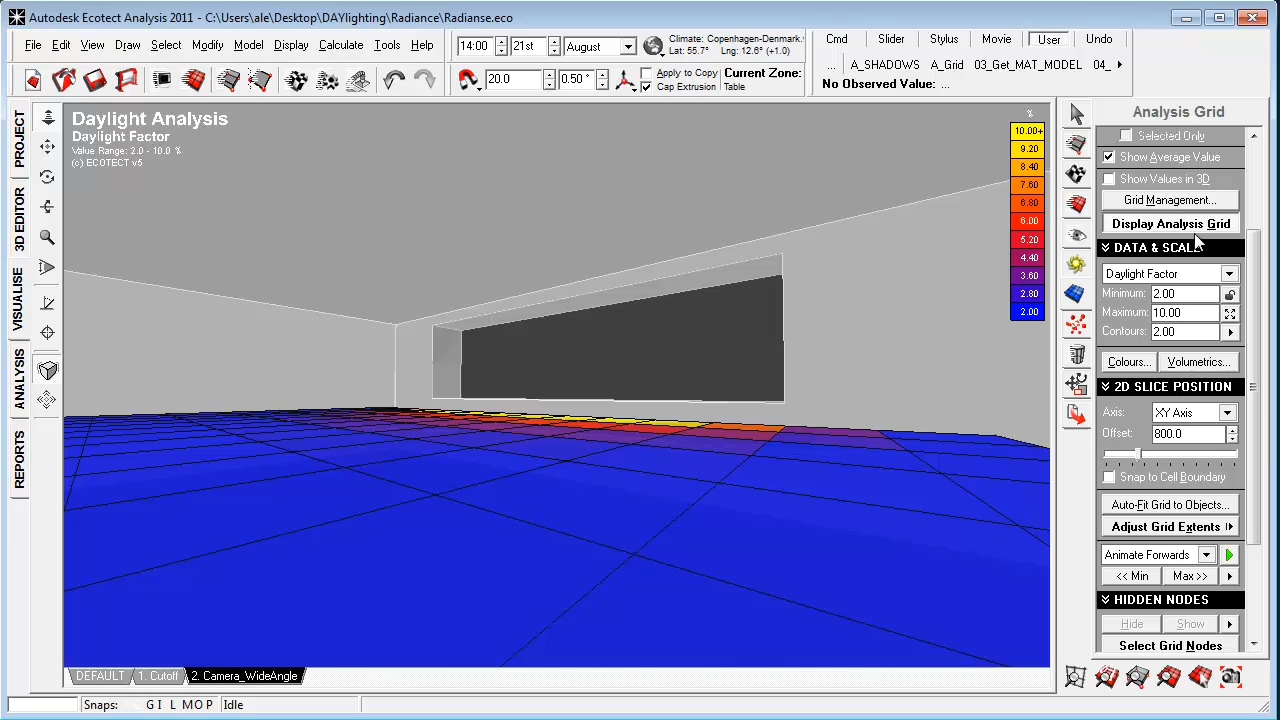 Autodesk Ecotect Analysis 2011 - C:\Users\ale\Desktop\DAYlighting\Radiance\Radianse.eco
File Edit View Draw Select Modify Model Display Calculate Tools Help
14:00 21st August
Climate: Copenhagen-Denmark.
Lat: 55.7° Lng: 12.6° (+1.0)
Cmd Slider Stylus Movie User Undo
... A_SHADOWS A_Grid 03_Get_MAT_MODEL 04_
20.0 0.50 °
Apply to Copy
Cap Extrusion
Current Zone:
Table
No Observed Value: ...
PROJECT
3D EDITOR
VISUALISE
ANALYSIS
REPORTS
Daylight Analysis
Daylight Factor
Value Range: 2.0 - 10.0 %
(c) ECOTECT v5
%
10.00+
9.20
8.40
7.60
6.80
6.00
5.20
4.40
3.60
2.80
2.00
Analysis Grid
Selected Only
Show Average Value
Show Values in 3D
Grid Management...
Display Analysis Grid
DATA & SCALE
Daylight Factor
Minimum: 2.00
Maximum: 10.00
Contours: 2.00
Colours... Volumetrics...
2D SLICE POSITION
Axis: XY Axis
Offset: 800.0
Snap to Cell Boundary
Auto-Fit Grid to Objects...
Adjust Grid Extents
Animate Forwards
<< Min Max >>
HIDDEN NODES
Hide Show
Select Grid Nodes
DEFAULT 1. Cutoff 2. Camera_WideAngle
Snaps: G I L M O P Idle